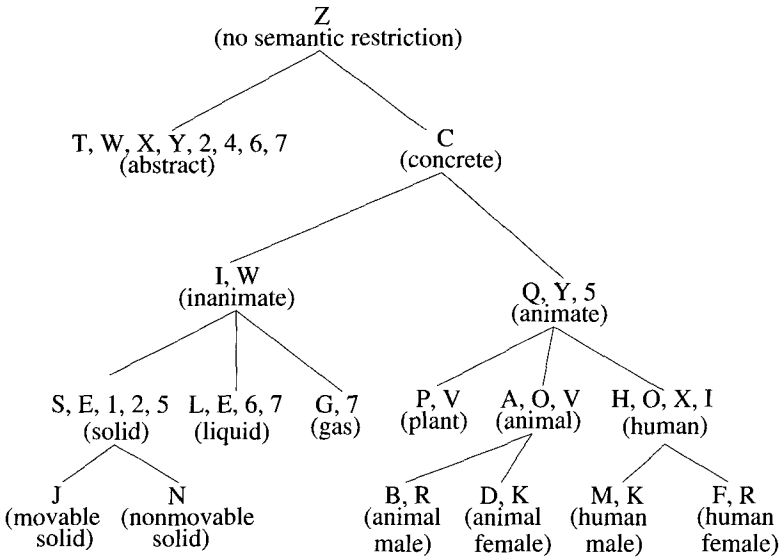 Z
(no semantic restriction)
T, W, X, Y, 2, 4, 6, 7
(abstract)
C
(concrete)
I, W
(inanimate)
Q, Y, 5
(animate)
S, E, 1, 2, 5
(solid)
L, E, 6, 7
(liquid)
G, 7
(gas)
P, V
(plant)
A, O, V
(animal)
H, O, X, I
(human)
J
(movable
solid)
N
(nonmovable
solid)
B, R
(animal
male)
D, K
(animal
female)
M, K
(human
male)
F, R
(human
female)